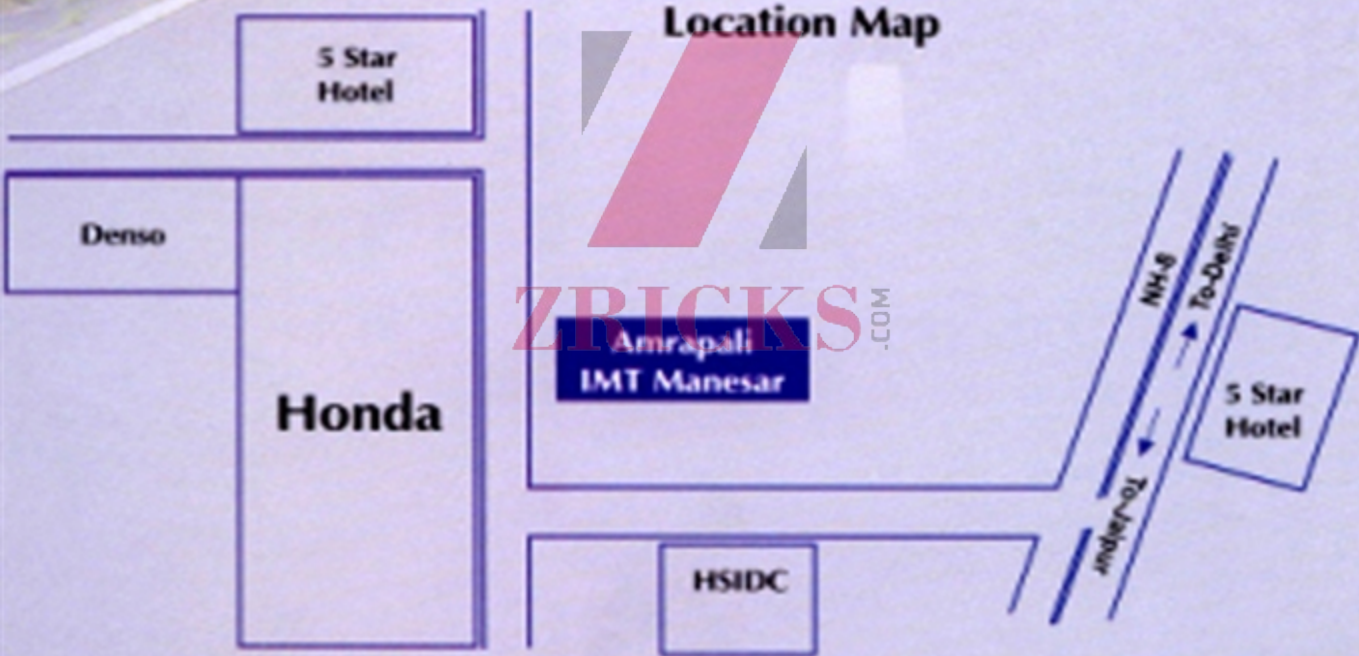 Location Map
5 Star
Hotel
Denso
Honda
ZRICKS
.COM
Amrapali
IMT Manesar
NH-8
To-Delhi
To-Jaipur
5 Star
Hotel
HSIDC